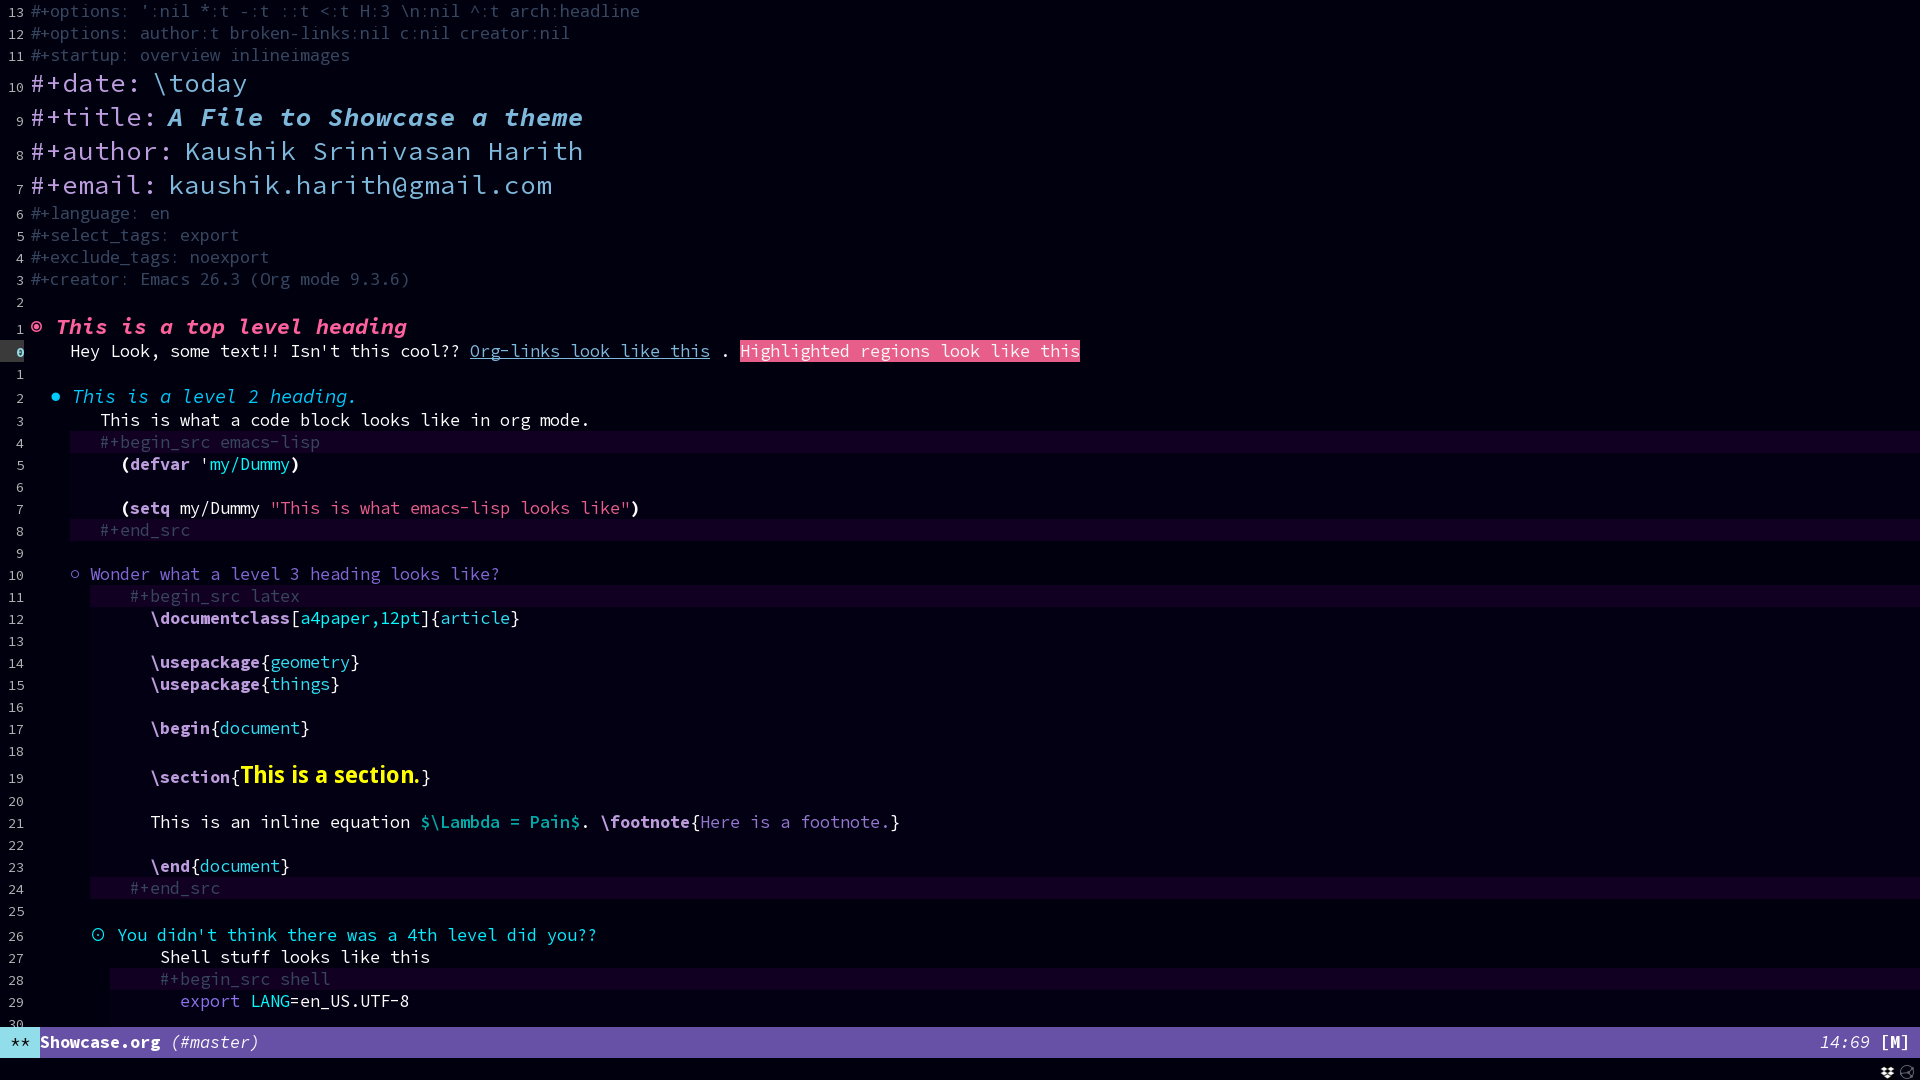 13 #+options: ':nil *:t -:t ::t <:t H:3 \n:nil ^:t arch:headline
12 #+options: author:t broken-links:nil c:nil creator:nil
11 #+startup: overview inlineimages
10 #+date: \today
9 #+title: A File to Showcase a theme
8 #+author: Kaushik Srinivasan Harith
7 #+email: kaushik.harith@gmail.com
6 #+language: en
5 #+select_tags: export
4 #+exclude_tags: noexport
3 #+creator: Emacs 26.3 (Org mode 9.3.6)
2
1 ◉ This is a top level heading
0 Hey Look, some text!! Isn't this cool?? Org-links look like this . Highlighted regions look like this
1
2 ● This is a level 2 heading.
3 This is what a code block looks like in org mode.
4 #+begin_src emacs-lisp
5 (defvar 'my/Dummy)
6
7 (setq my/Dummy "This is what emacs-lisp looks like")
8 #+end_src
9
10 ○ Wonder what a level 3 heading looks like?
11 #+begin_src latex
12 \documentclass[a4paper,12pt]{article}
13
14 \usepackage{geometry}
15 \usepackage{things}
16
17 \begin{document}
18
19 \section{This is a section.}
20
21 This is an inline equation $\Lambda = Pain$. \footnote{Here is a footnote.}
22
23 \end{document}
24 #+end_src
25
26 ⊙ You didn't think there was a 4th level did you??
27 Shell stuff looks like this
28 #+begin_src shell
29 export LANG=en_US.UTF-8
30
** Showcase.org (#master) 14:69 [M]